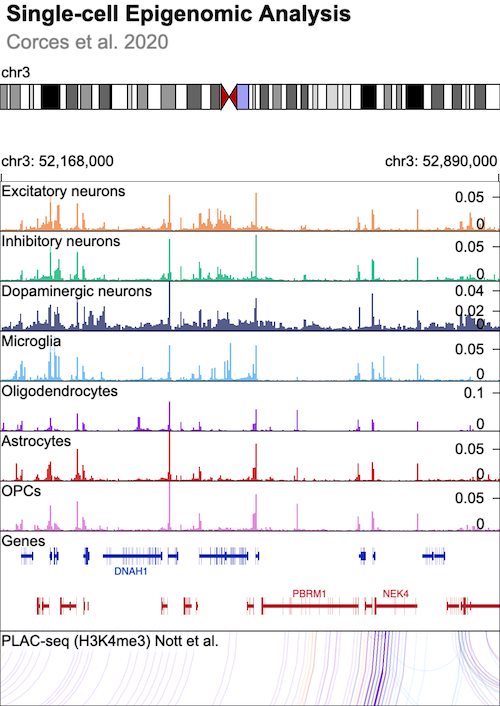 Single-cell Epigenomic Analysis
Corces et al. 2020
chr3
chr3: 52,168,000 chr3: 52,890,000
Excitatory neurons 0.05
0
Inhibitory neurons 0.05
0
Dopaminergic neurons 0.04
0.02
0
Microglia 0.05
0
Oligodendrocytes 0.1
0
Astrocytes 0.05
0
OPCs 0.05
0
Genes
DNAH1
PBRM1 NEK4
PLAC-seq (H3K4me3) Nott et al.